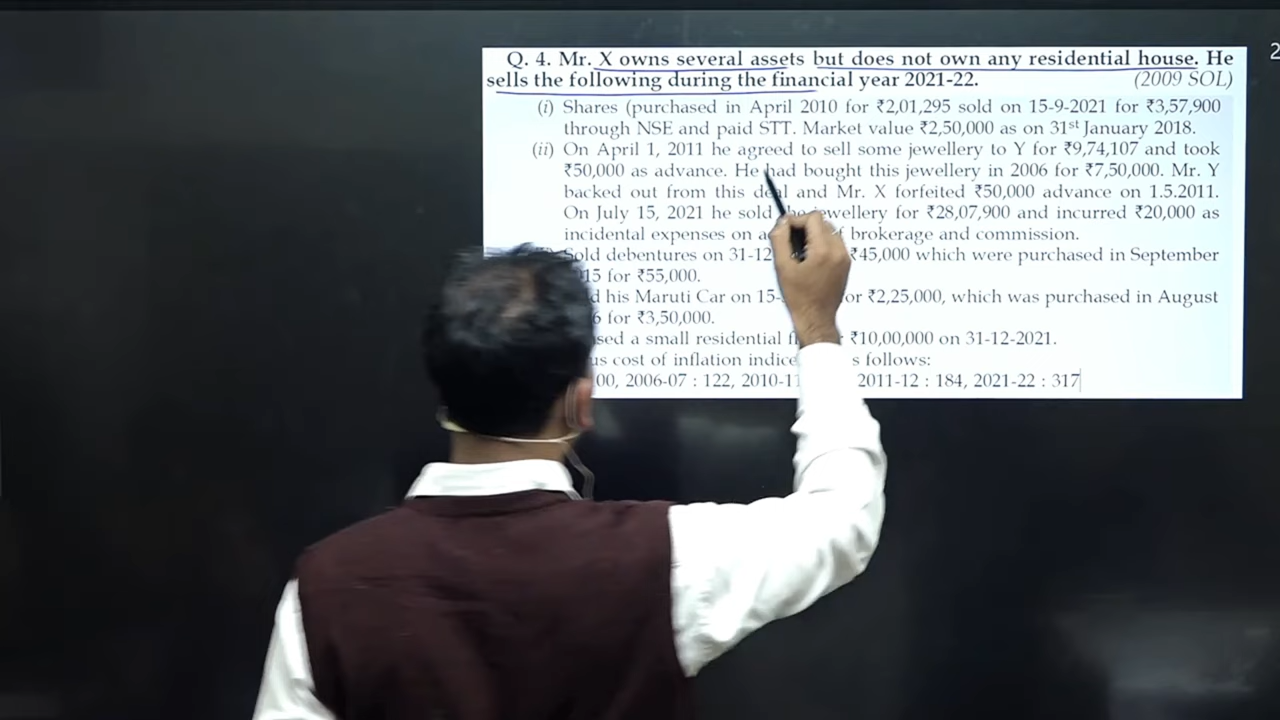 Q. 4. Mr. X owns several assets but does not own any residential house. He
sells the following during the financial year 2021-22. (2009 SOL)
(i) Shares (purchased in April 2010 for ₹2,01,295 sold on 15-9-2021 for ₹3,57,900
through NSE and paid STT. Market value ₹2,50,000 as on 31st January 2018.
(ii) On April 1, 2011 he agreed to sell some jewellery to Y for ₹9,74,107 and took
₹50,000 as advance. He had bought this jewellery in 2006 for ₹7,50,000. Mr. Y
backed out from this deal and Mr. X forfeited ₹50,000 advance on 1.5.2011.
On July 15, 2021 he sold jewellery for ₹28,07,900 and incurred ₹20,000 as
incidental expenses on brokerage and commission.
Sold debentures on 31-12 ₹45,000 which were purchased in September
for ₹55,000.
his Maruti Car on 15- ₹2,25,000, which was purchased in August
for ₹3,50,000.
a small residential ₹10,00,000 on 31-12-2021.
cost of inflation follows:
2006-07 : 122, 2010-11 2011-12 : 184, 2021-22 : 317
2